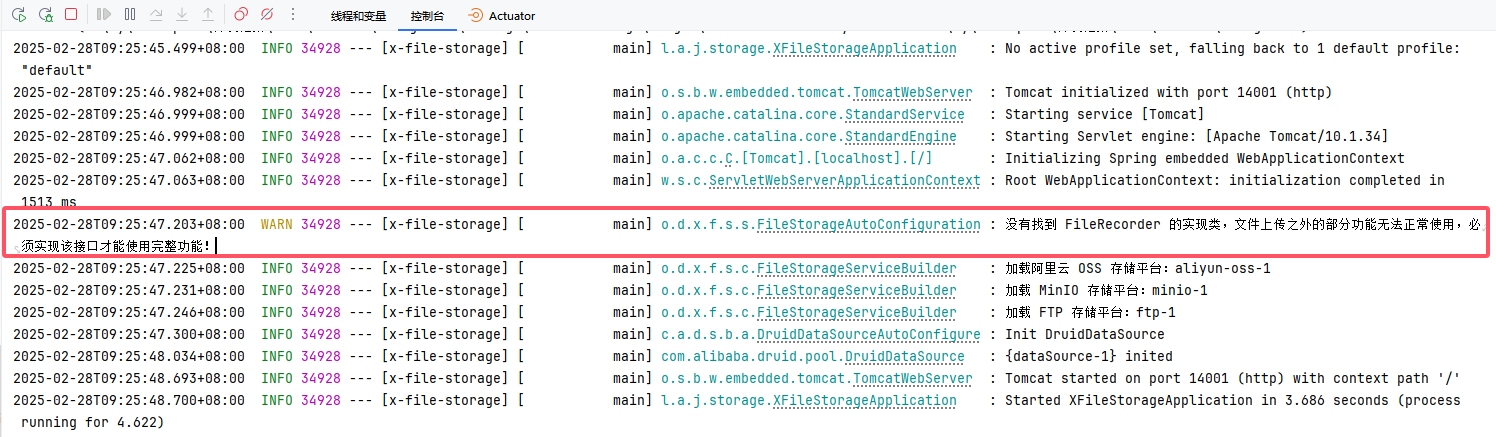 线程和变量 控制台 Actuator
2025-02-28T09:25:45.499+08:00  INFO 34928 --- [x-file-storage] [           main] l.a.j.storage.XFileStorageApplication    : No active profile set, falling back to 1 default profile:
"default"
2025-02-28T09:25:46.982+08:00  INFO 34928 --- [x-file-storage] [           main] o.s.b.w.embedded.tomcat.TomcatWebServer  : Tomcat initialized with port 14001 (http)
2025-02-28T09:25:46.999+08:00  INFO 34928 --- [x-file-storage] [           main] o.apache.catalina.core.StandardService   : Starting service [Tomcat]
2025-02-28T09:25:46.999+08:00  INFO 34928 --- [x-file-storage] [           main] o.apache.catalina.core.StandardEngine    : Starting Servlet engine: [Apache Tomcat/10.1.34]
2025-02-28T09:25:47.062+08:00  INFO 34928 --- [x-file-storage] [           main] o.a.c.c.C.[Tomcat].[localhost].[/]       : Initializing Spring embedded WebApplicationContext
2025-02-28T09:25:47.063+08:00  INFO 34928 --- [x-file-storage] [           main] w.s.c.ServletWebServerApplicationContext : Root WebApplicationContext: initialization completed in
1513 ms
2025-02-28T09:25:47.203+08:00  WARN 34928 --- [x-file-storage] [           main] o.d.x.f.s.s.FileStorageAutoConfiguration : 没有找到 FileRecorder 的实现类，文件上传之外的部分功能无法正常使用，必
须实现该接口才能使用完整功能！
2025-02-28T09:25:47.225+08:00  INFO 34928 --- [x-file-storage] [           main] o.d.x.f.s.c.FileStorageServiceBuilder    : 加载阿里云 OSS 存储平台：aliyun-oss-1
2025-02-28T09:25:47.231+08:00  INFO 34928 --- [x-file-storage] [           main] o.d.x.f.s.c.FileStorageServiceBuilder    : 加载 MinIO 存储平台：minio-1
2025-02-28T09:25:47.246+08:00  INFO 34928 --- [x-file-storage] [           main] o.d.x.f.s.c.FileStorageServiceBuilder    : 加载 FTP 存储平台：ftp-1
2025-02-28T09:25:47.300+08:00  INFO 34928 --- [x-file-storage] [           main] c.a.d.s.b.a.DruidDataSourceAutoConfigure : Init DruidDataSource
2025-02-28T09:25:48.034+08:00  INFO 34928 --- [x-file-storage] [           main] com.alibaba.druid.pool.DruidDataSource   : {dataSource-1} inited
2025-02-28T09:25:48.693+08:00  INFO 34928 --- [x-file-storage] [           main] o.s.b.w.embedded.tomcat.TomcatWebServer  : Tomcat started on port 14001 (http) with context path '/'
2025-02-28T09:25:48.700+08:00  INFO 34928 --- [x-file-storage] [           main] l.a.j.storage.XFileStorageApplication    : Started XFileStorageApplication in 3.686 seconds (process
running for 4.622)